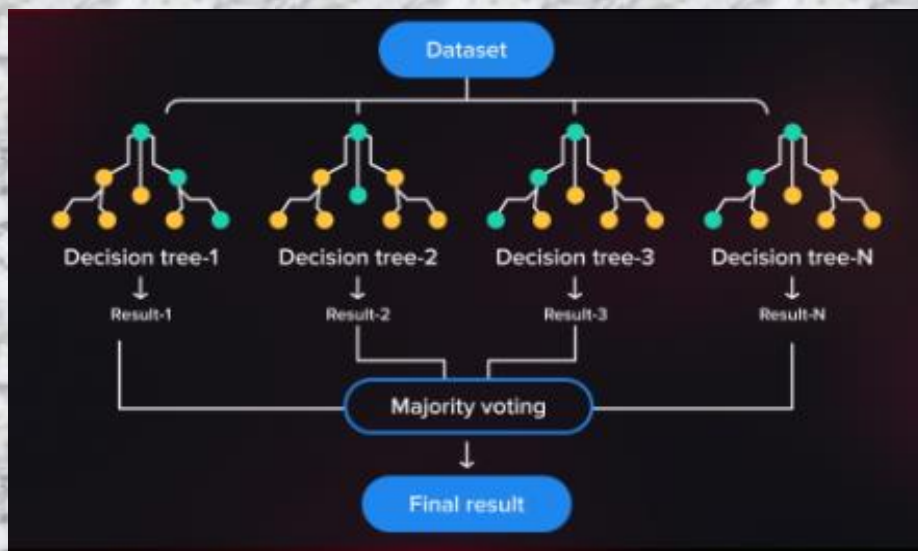 Dataset
Decision tree-1
Decision tree-2
Decision tree-3
Decision tree-N
Result-1
Result-2
Result-3
Result-N
Majority voting
Final result